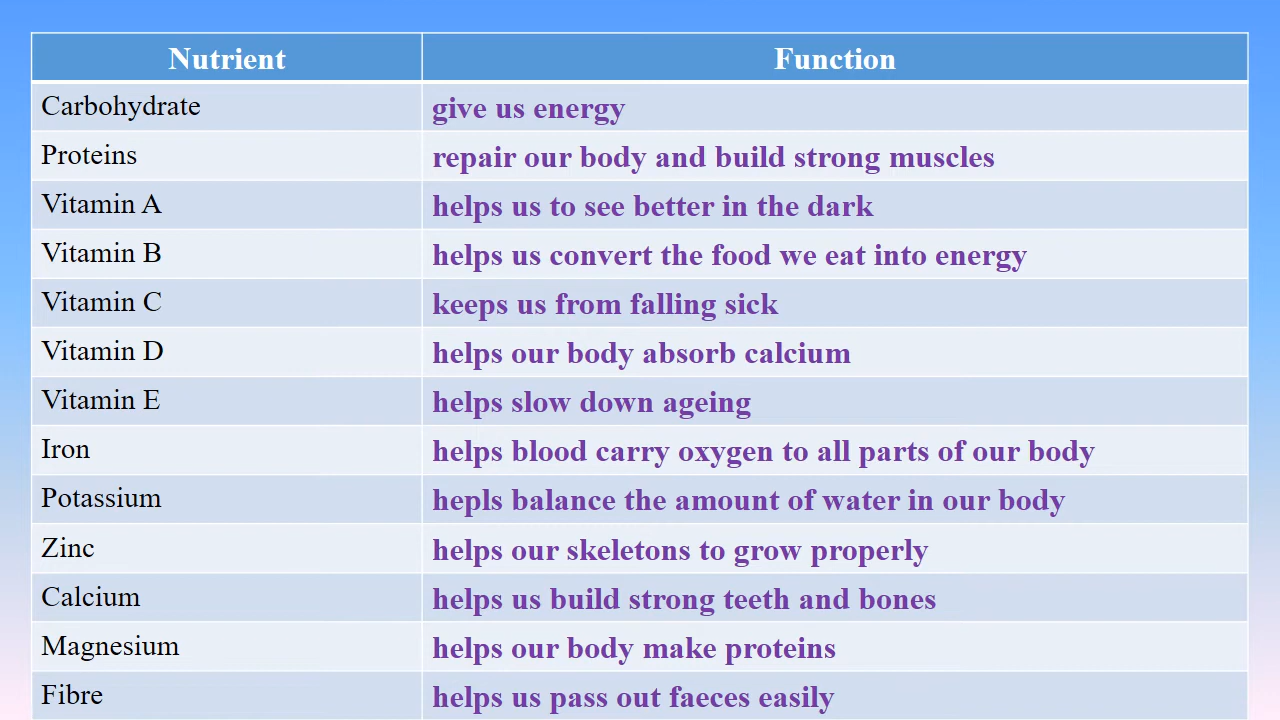 Nutrient Function
Carbohydrate give us energy
Proteins repair our body and build strong muscles
Vitamin A helps us to see better in the dark
Vitamin B helps us convert the food we eat into energy
Vitamin C keeps us from falling sick
Vitamin D helps our body absorb calcium
Vitamin E helps slow down ageing
Iron helps blood carry oxygen to all parts of our body
Potassium hepls balance the amount of water in our body
Zinc helps our skeletons to grow properly
Calcium helps us build strong teeth and bones
Magnesium helps our body make proteins
Fibre helps us pass out faeces easily